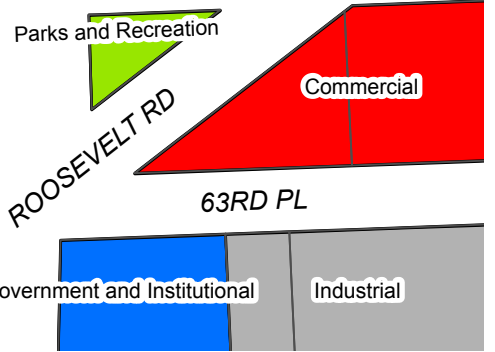 Parks and Recreation
Commercial
ROOSEVELT RD
63RD PL
overnment and Institutional
Industrial